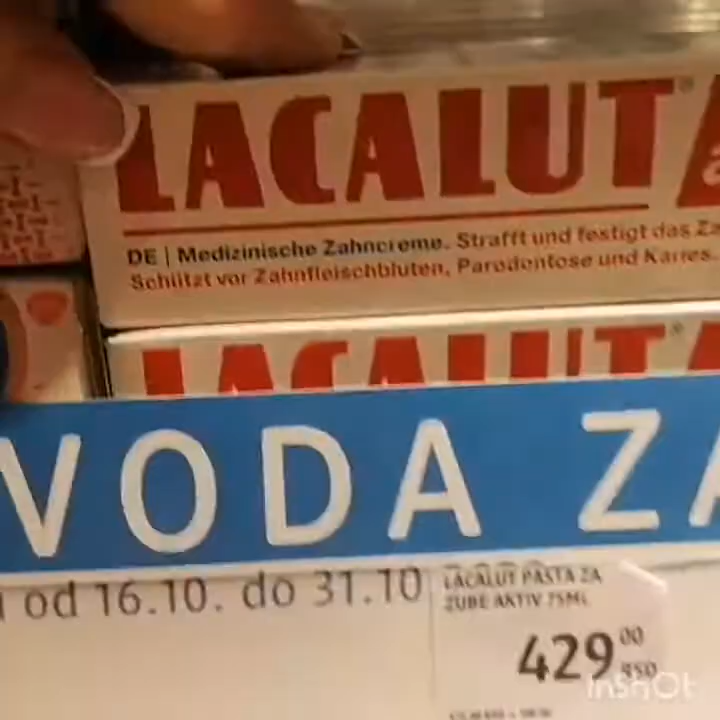 LACALUT®
DE | Medizinische Zahncreme. Strafft und festigt das Za
Schützt vor Zahnfleischbluten, Parodontose und Karies.
LACALUT®
VODA ZA
od 16.10. do 31.10
LACALUT PASTA ZA
ZUBE AKTIV 75ML
429 00
RSD
InShOt